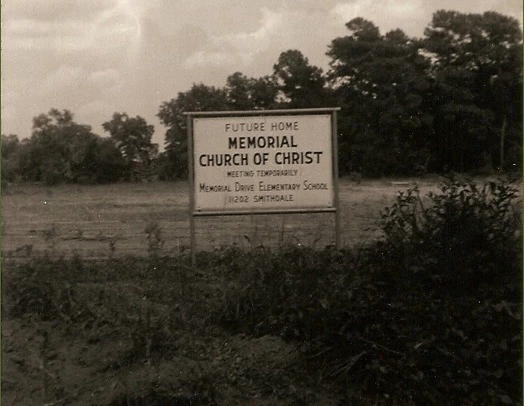 FUTURE HOME
MEMORIAL
CHURCH OF CHRIST
MEETING TEMPORARILY
MEMORIAL DRIVE ELEMENTARY SCHOOL
11202 SMITHDALE